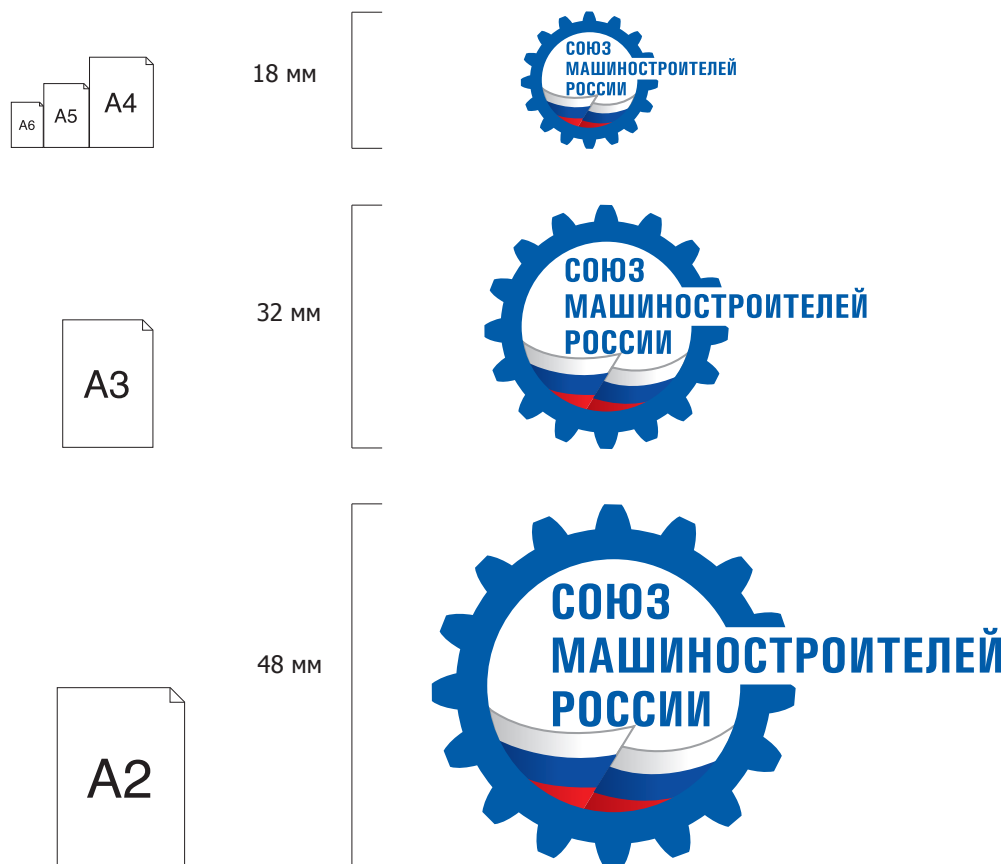 A6
A5
A4
18 мм
СОЮЗ
МАШИНОСТРОИТЕЛЕЙ
РОССИИ
A3
32 мм
СОЮЗ
МАШИНОСТРОИТЕЛЕЙ
РОССИИ
A2
48 мм
СОЮЗ
МАШИНОСТРОИТЕЛЕЙ
РОССИИ